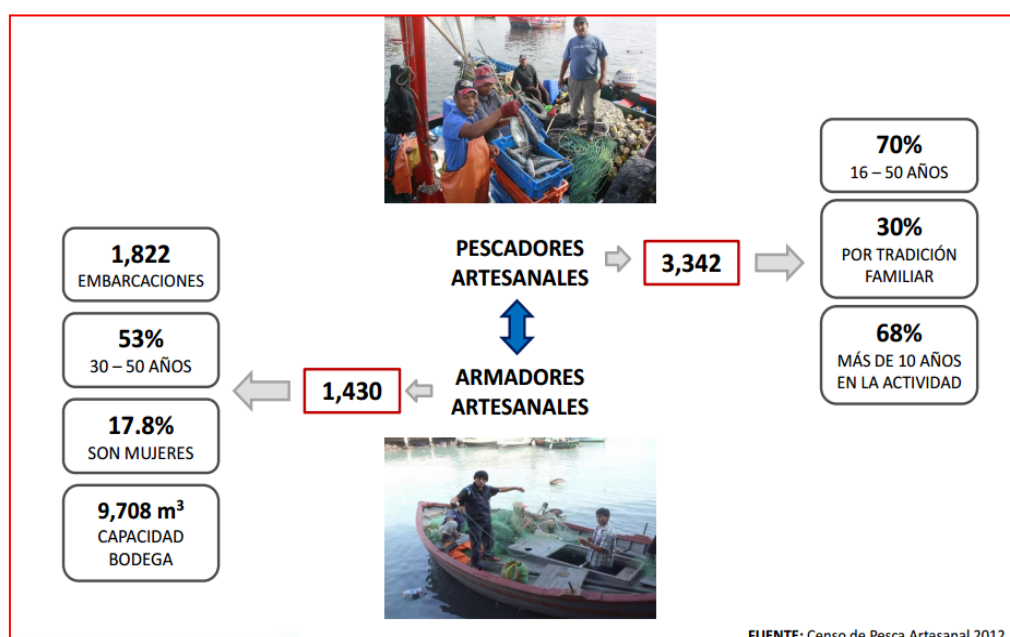 70%
16 – 50 AÑOS
30%
POR TRADICIÓN
FAMILIAR
68%
MÁS DE 10 AÑOS
EN LA ACTIVIDAD
PESCADORES
ARTESANALES
3,342
1,822
EMBARCACIONES
53%
30 – 50 AÑOS
17.8%
SON MUJERES
9,708 m³
CAPACIDAD
BODEGA
1,430
ARMADORES
ARTESANALES
FUENTE: Censo de Pesca Artesanal 2012